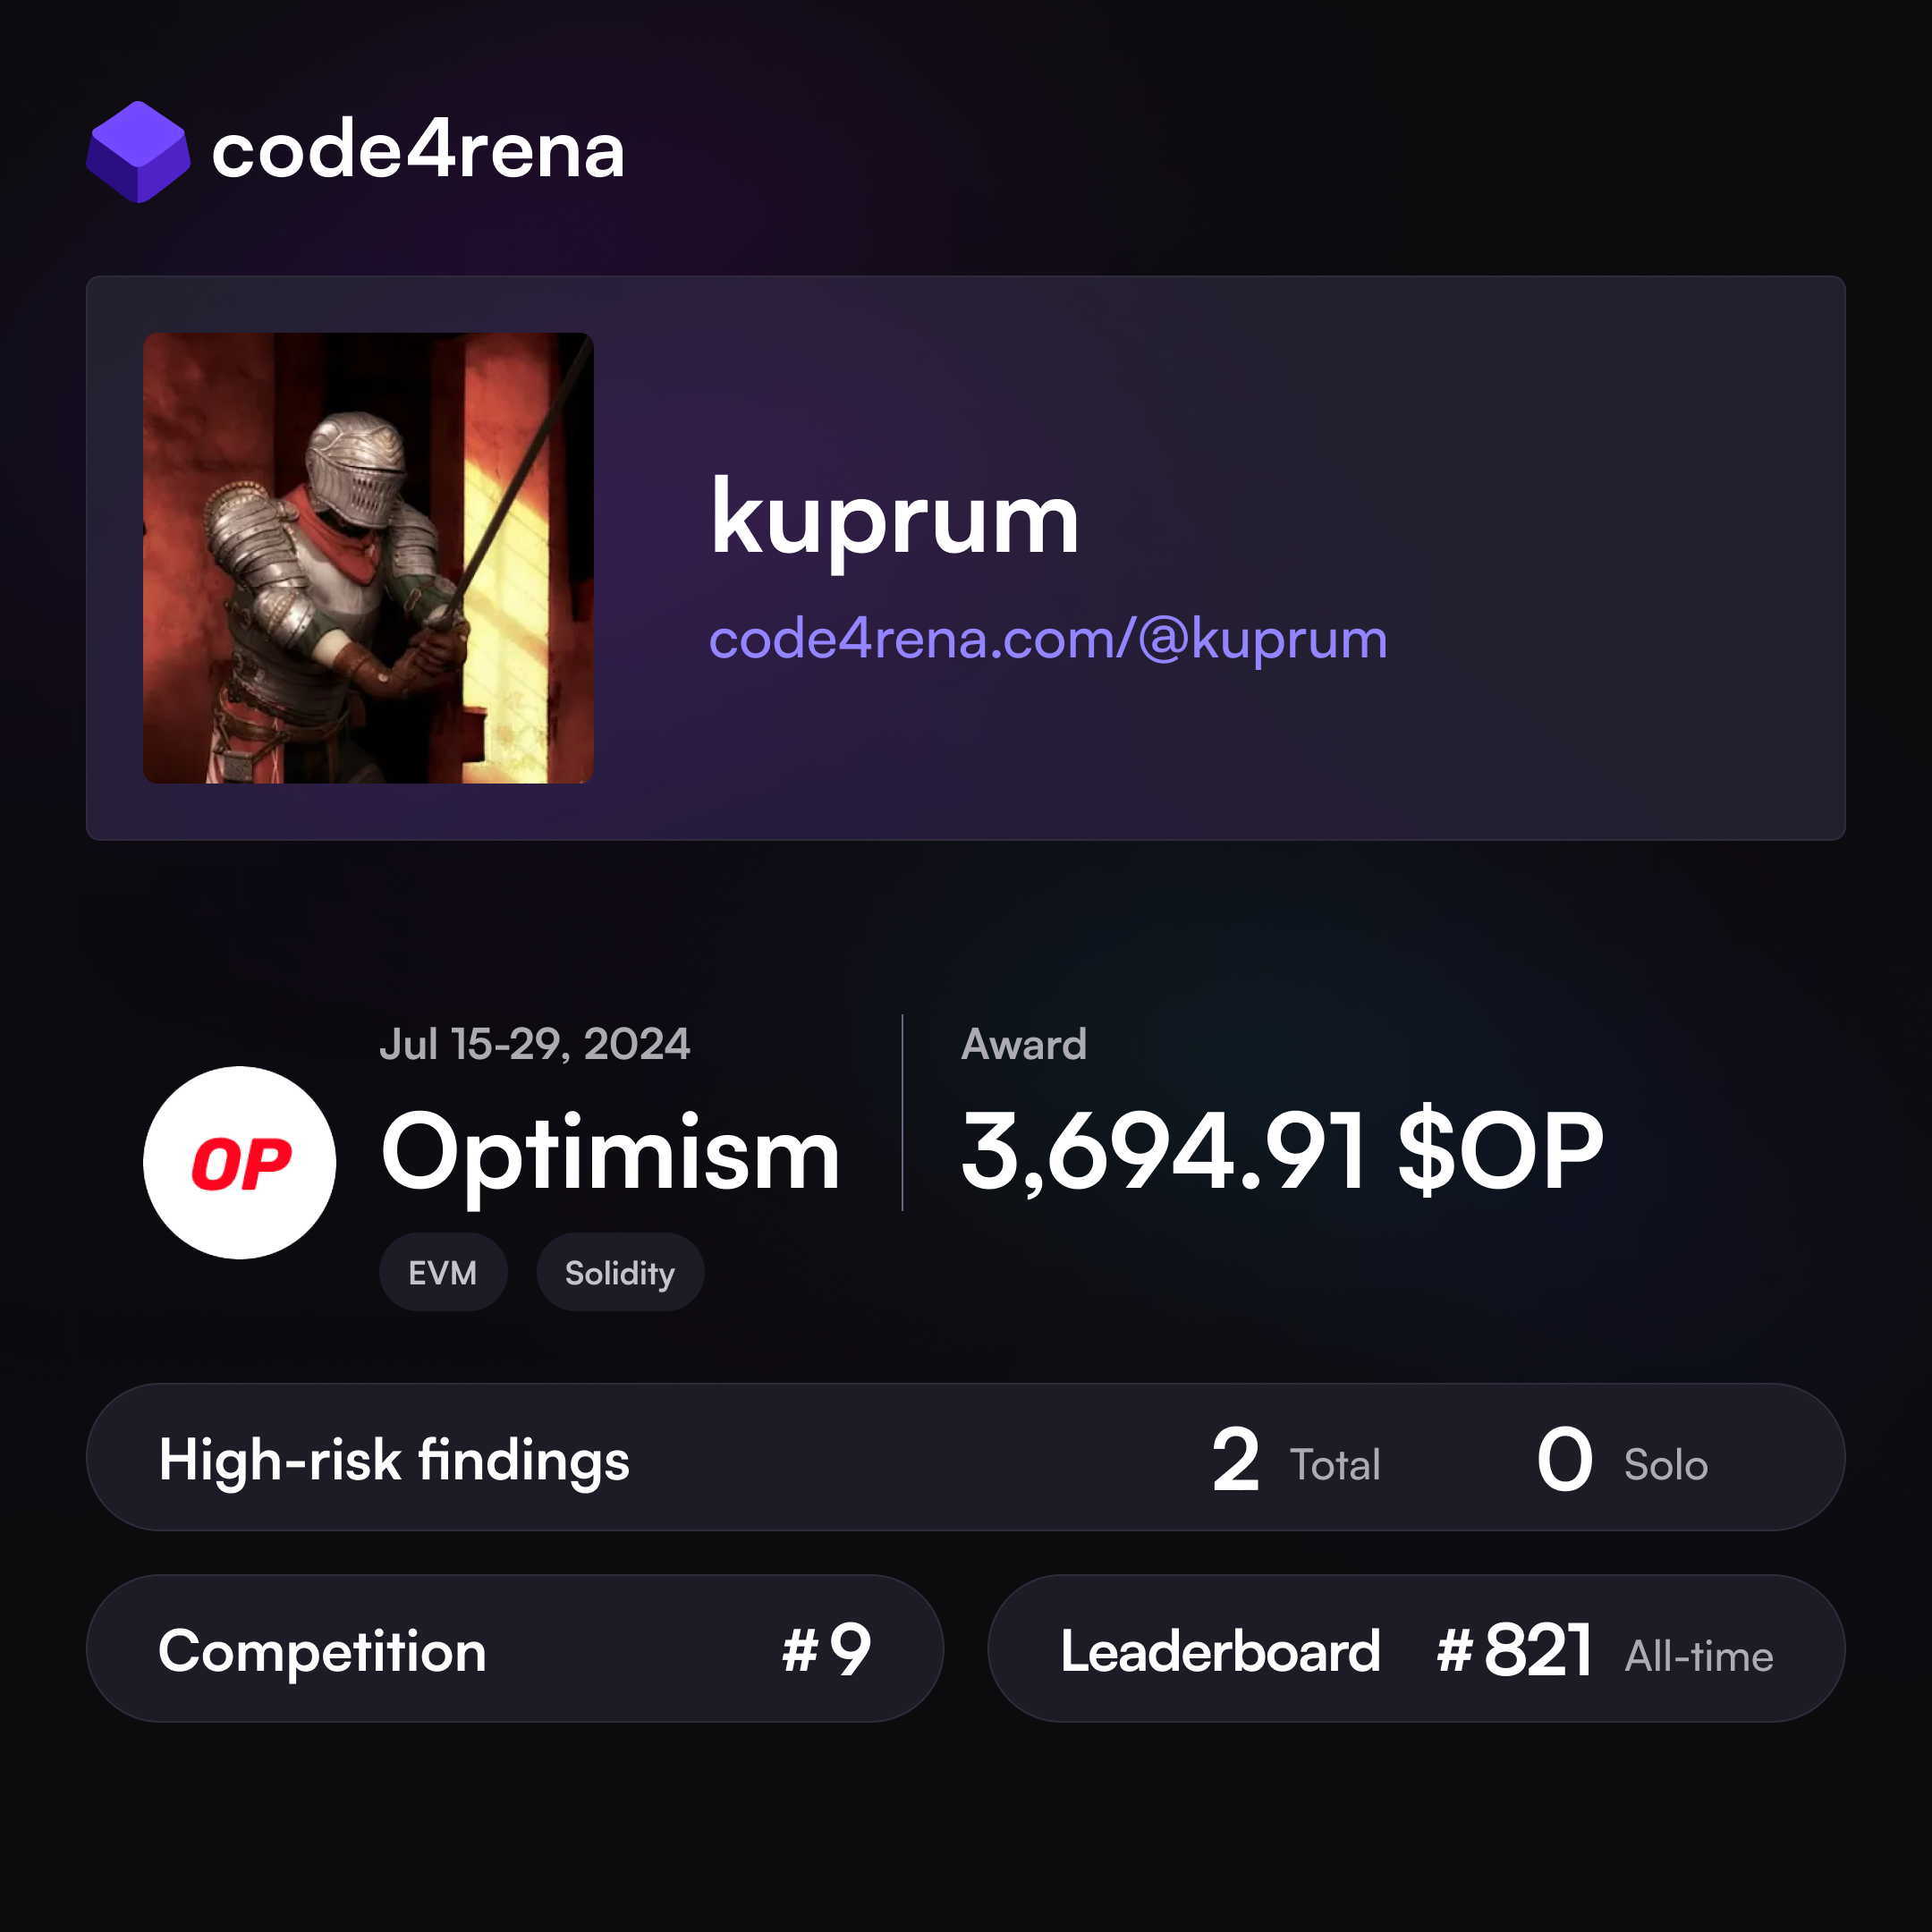 code4rena
kuprum
code4rena.com/@kuprum
Jul 15-29, 2024
Optimism
OP
EVM
Solidity
Award
3,694.91 $OP
High-risk findings
2 Total
0 Solo
Competition
#9
Leaderboard
#821 All-time